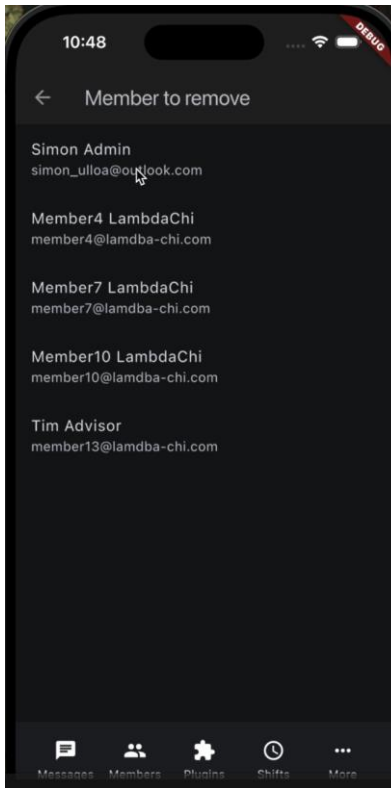 10:48
DEBUG
Member to remove
Simon Admin
simon_ulloa@outlook.com
Member4 LambdaChi
member4@lamdba-chi.com
Member7 LambdaChi
member7@lamdba-chi.com
Member10 LambdaChi
member10@lamdba-chi.com
Tim Advisor
member13@lamdba-chi.com
Messages Members Plugins Shifts More